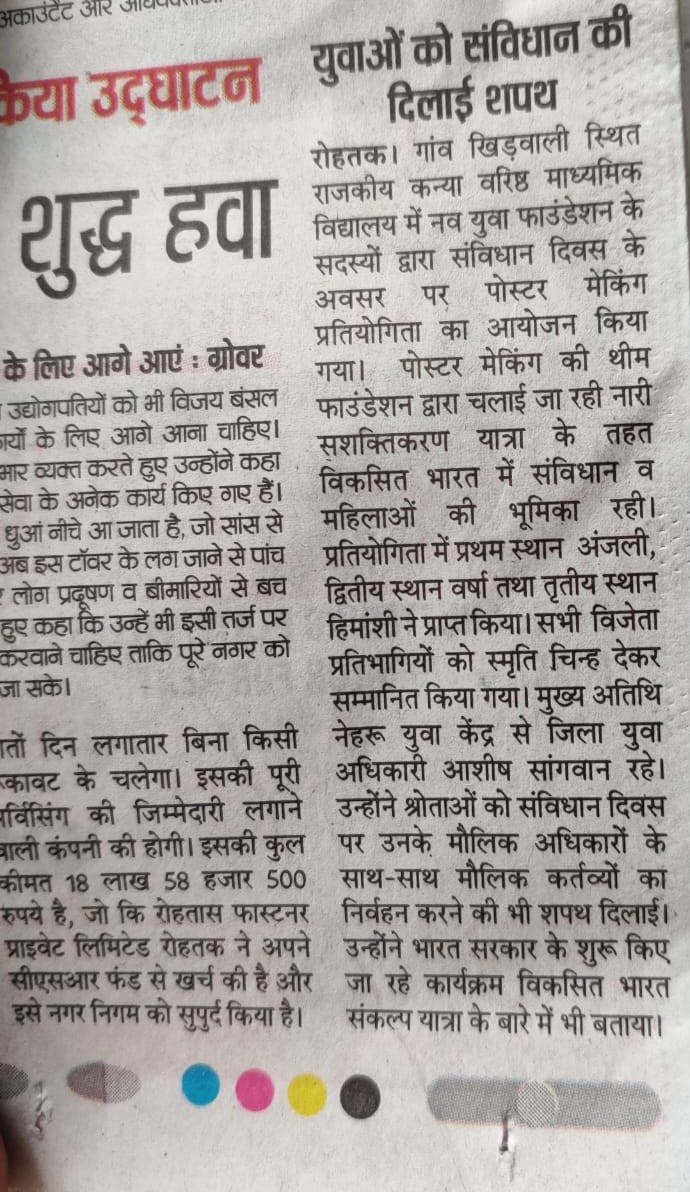 अकाउंटेंट और
किया उद्घाटन
शुद्ध हवा
के लिए आगे आएं : ग्रोवर
उद्योगपतियों को भी विजय बंसल
के लिए आगे आना चाहिए।
व्यक्त करते हुए उन्होंने कहा
सेवा के अनेक कार्य किए गए हैं।
धुआं नीचे आ जाता है, जो सांस से
अब इस टॉवर के लग जाने से पांच
लोग प्रदूषण व बीमारियों से बच
हुए कहा कि उन्हें भी इसी तर्ज पर
करवाने चाहिए ताकि पूरे नगर को
जा सके।
दिन लगातार बिना किसी
के चलेगा। इसकी पूरी
की जिम्मेदारी लगाने
वाली कंपनी की होगी। इसकी कुल
कीमत 18 लाख 58 हजार 500
रुपये है, जो कि रोहतास फास्टनर
प्राइवेट लिमिटेड रोहतक ने अपने
सीएसआर फंड से खर्च की है और
इसे नगर निगम को सुपुर्द किया है।
युवाओं को संविधान की
दिलाई शपथ
रोहतक। गांव खिड़वाली स्थित
राजकीय कन्या वरिष्ठ माध्यमिक
विद्यालय में नव युवा फाउंडेशन के
सदस्यों द्वारा संविधान दिवस के
अवसर पर पोस्टर मेकिंग
प्रतियोगिता का आयोजन किया
गया। पोस्टर मेकिंग की थीम
फाउंडेशन द्वारा चलाई जा रही नारी
सशक्तिकरण यात्रा के तहत
विकसित भारत में संविधान व
महिलाओं की भूमिका रही।
प्रतियोगिता में प्रथम स्थान अंजली,
द्वितीय स्थान वर्षा तथा तृतीय स्थान
हिमांशी ने प्राप्त किया। सभी विजेता
प्रतिभागियों को स्मृति चिन्ह देकर
सम्मानित किया गया। मुख्य अतिथि
नेहरू युवा केंद्र से जिला युवा
अधिकारी आशीष सांगवान रहे।
उन्होंने श्रोताओं को संविधान दिवस
पर उनके मौलिक अधिकारों के
साथ-साथ मौलिक कर्तव्यों का
निर्वहन करने की भी शपथ दिलाई।
उन्होंने भारत सरकार के शुरू किए
जा रहे कार्यक्रम विकसित भारत
संकल्प यात्रा के बारे में भी बताया।